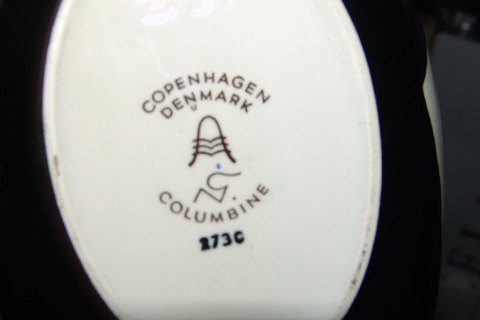 COPENHAGEN
DENMARK
COLUMBINE
273C